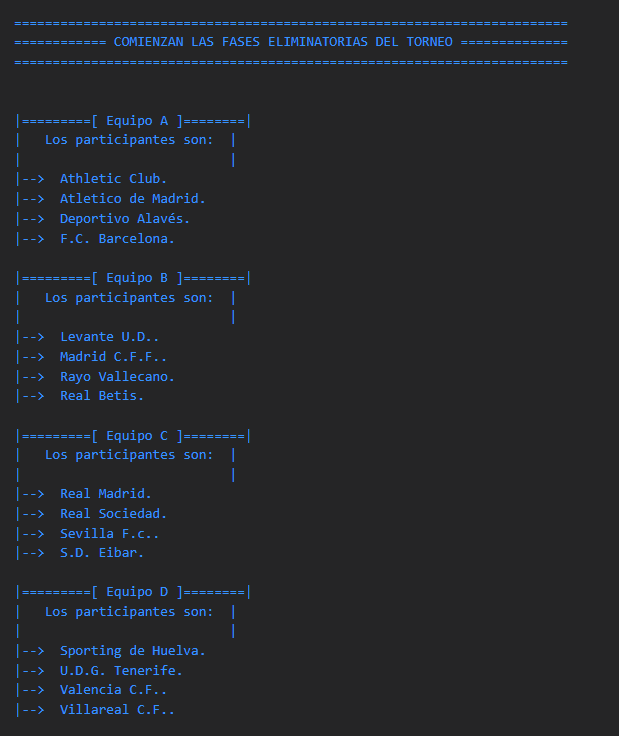 ========================================================================
============ COMIENZAN LAS FASES ELIMINATORIAS DEL TORNEO ==============
========================================================================
|=========[ Equipo A ]========|
|   Los participantes son:  |
|                           |
|-->  Athletic Club.
|-->  Atletico de Madrid.
|-->  Deportivo Alavés.
|-->  F.C. Barcelona.
|=========[ Equipo B ]========|
|   Los participantes son:  |
|                           |
|-->  Levante U.D..
|-->  Madrid C.F.F..
|-->  Rayo Vallecano.
|-->  Real Betis.
|=========[ Equipo C ]========|
|   Los participantes son:  |
|                           |
|-->  Real Madrid.
|-->  Real Sociedad.
|-->  Sevilla F.c..
|-->  S.D. Eibar.
|=========[ Equipo D ]========|
|   Los participantes son:  |
|                           |
|-->  Sporting de Huelva.
|-->  U.D.G. Tenerife.
|-->  Valencia C.F..
|-->  Villareal C.F..